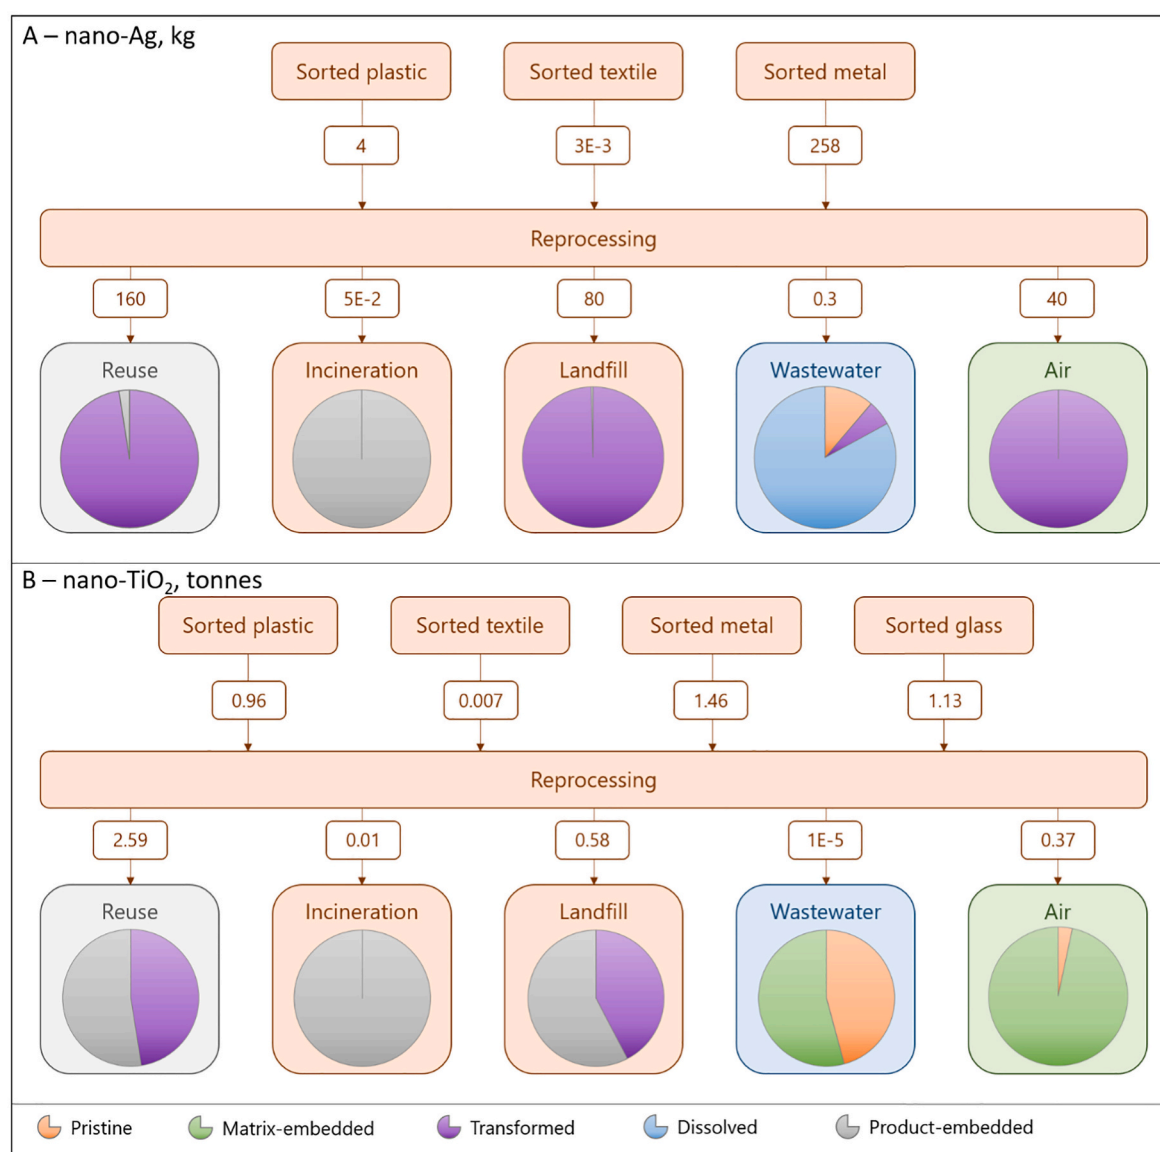 A – nano-Ag, kg
Sorted plastic Sorted textile Sorted metal
4 3E-3 258
Reprocessing
160 5E-2 80 0.3 40
Reuse Incineration Landfill Wastewater Air
B – nano-TiO₂, tonnes
Sorted plastic Sorted textile Sorted metal Sorted glass
0.96 0.007 1.46 1.13
Reprocessing
2.59 0.01 0.58 1E-5 0.37
Reuse Incineration Landfill Wastewater Air
Pristine Matrix-embedded Transformed Dissolved Product-embedded